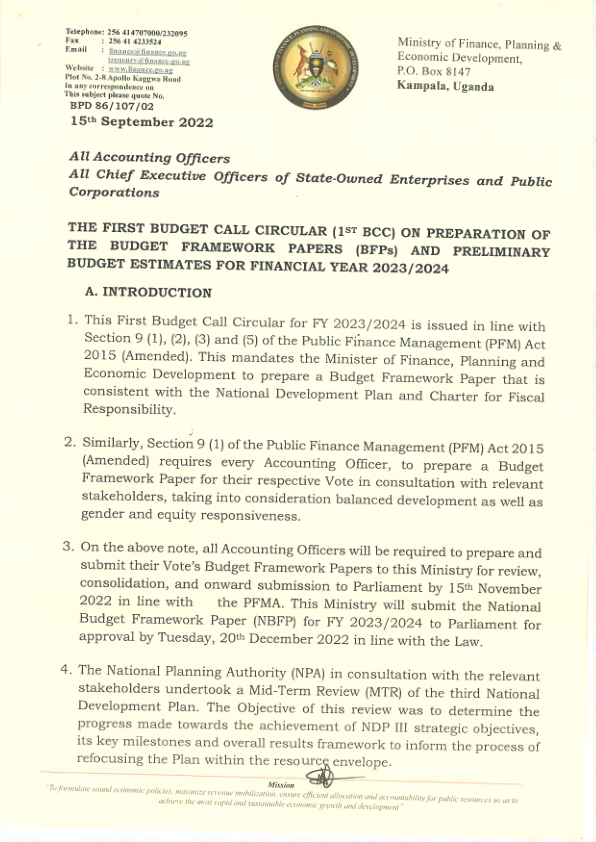 Telephone: 256 414707000/232095
Fax : 256 41 4233524
Email : finance@finance.go.ug
treasury@finance.go.ug
Website : www.finance.go.ug
Plot No. 2-8 Apollo Kaggwa Road
In any correspondence on
This subject please quote No.
BPD 86/107/02
15th September 2022
Ministry of Finance, Planning &
Economic Development,
P.O. Box 8147
Kampala, Uganda
All Accounting Officers
All Chief Executive Officers of State-Owned Enterprises and Public
Corporations
THE FIRST BUDGET CALL CIRCULAR (1ST BCC) ON PREPARATION OF
THE BUDGET FRAMEWORK PAPERS (BFPs) AND PRELIMINARY
BUDGET ESTIMATES FOR FINANCIAL YEAR 2023/2024
A. INTRODUCTION
1. This First Budget Call Circular for FY 2023/2024 is issued in line with
Section 9 (1), (2), (3) and (5) of the Public Finance Management (PFM) Act
2015 (Amended). This mandates the Minister of Finance, Planning and
Economic Development to prepare a Budget Framework Paper that is
consistent with the National Development Plan and Charter for Fiscal
Responsibility.
2. Similarly, Section 9 (1) of the Public Finance Management (PFM) Act 2015
(Amended) requires every Accounting Officer, to prepare a Budget
Framework Paper for their respective Vote in consultation with relevant
stakeholders, taking into consideration balanced development as well as
gender and equity responsiveness.
3. On the above note, all Accounting Officers will be required to prepare and
submit their Vote's Budget Framework Papers to this Ministry for review,
consolidation, and onward submission to Parliament by 15th November
2022 in line with the PFMA. This Ministry will submit the National
Budget Framework Paper (NBFP) for FY 2023/2024 to Parliament for
approval by Tuesday, 20th December 2022 in line with the Law.
4. The National Planning Authority (NPA) in consultation with the relevant
stakeholders undertook a Mid-Term Review (MTR) of the third National
Development Plan. The Objective of this review was to determine the
progress made towards the achievement of NDP III strategic objectives,
its key milestones and overall results framework to inform the process of
refocusing the Plan within the resource envelope.
Mission
"To formulate sound economic policies, maximize revenue mobilization, ensure efficient allocation and accountability for public resources so as to
achieve the most rapid and sustainable economic growth and development"